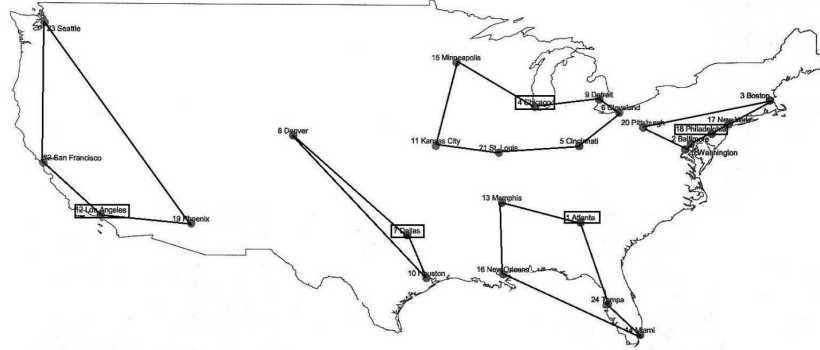 23 Seattle
15 Minneapolis
9 Detroit
4 Chicago
3 Boston
6 Cleveland
17 New York
20 Pittsburgh
18 Philadelphia
8 Denver
2 Baltimore
11 Kansas City
21 St. Louis
5 Cincinati
Washington
San Francisco
13 Memphis
12 Los Angeles
1 Atlanta
19 Phoenix
7 Dallas
16 New Orleans
10 Houston
24 Tampa
14 Miami